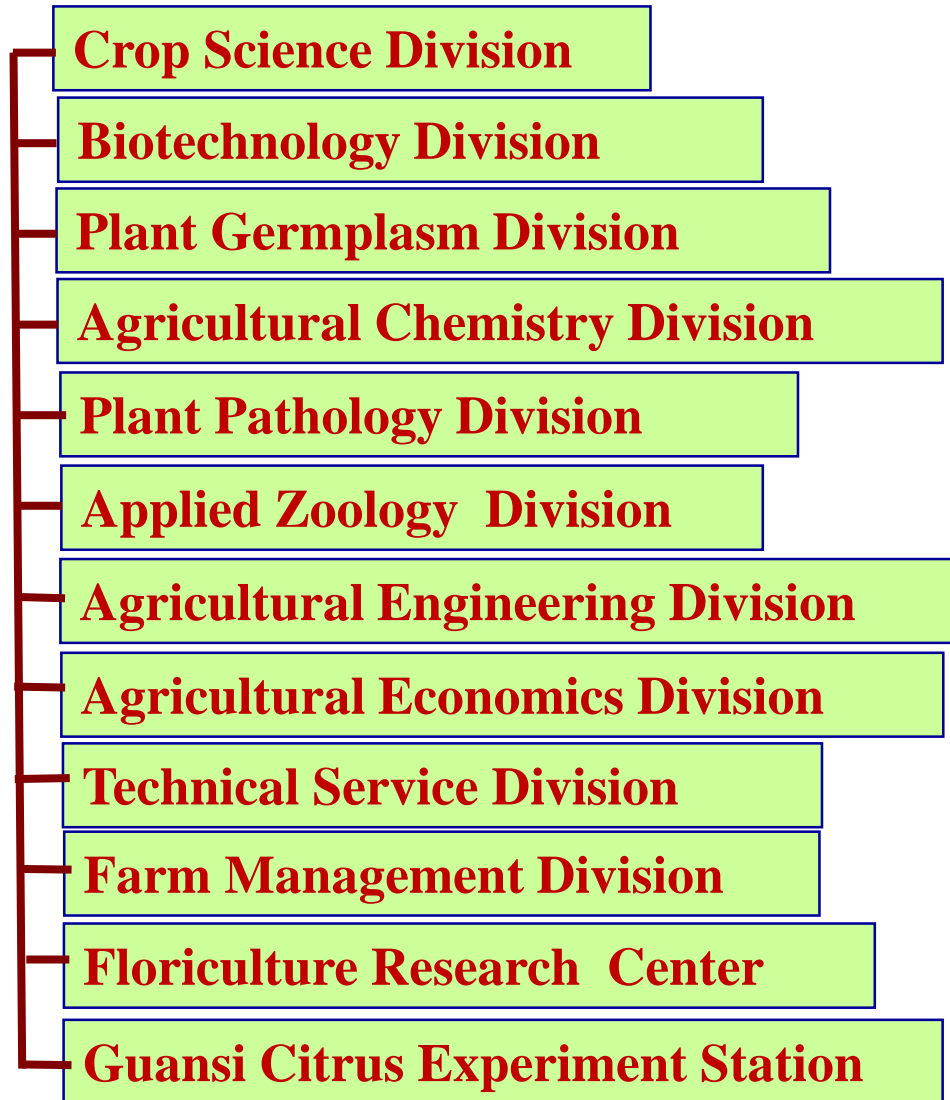 Crop Science Division
Biotechnology Division
Plant Germplasm Division
Agricultural Chemistry Division
Plant Pathology Division
Applied Zoology  Division
Agricultural Engineering Division
Agricultural Economics Division
Technical Service Division
Farm Management Division
Floriculture Research  Center
Guansi Citrus Experiment Station